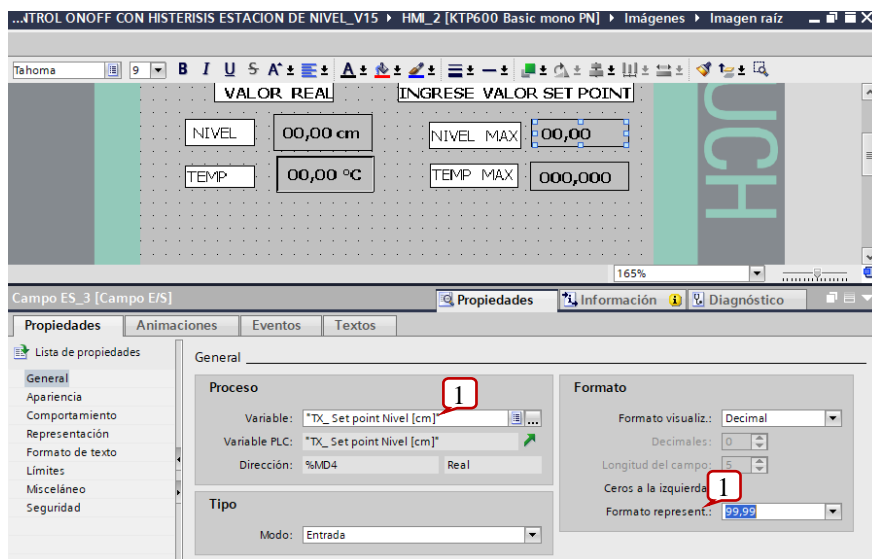 ...NTROL ONOFF CON HISTERISIS ESTACION DE NIVEL_V15 ▸ HMI_2 [KTP600 Basic mono PN] ▸ Imágenes ▸ Imagen raíz
Tahoma 9 B I U S A A
VALOR REAL INGRESE VALOR SET POINT
NIVEL 00,00 cm NIVEL MAX 00,00
TEMP 00,00 °C TEMP MAX 000,000
UCH
165%
Campo ES_3 [Campo E/S] Propiedades Información Diagnóstico
Propiedades Animaciones Eventos Textos
Lista de propiedades
General
Apariencia
Comportamiento
Representación
Formato de texto
Límites
Misceláneo
Seguridad
General
Proceso
1
Variable: "TX_ Set point Nivel [cm]" ...
Variable PLC: "TX_ Set point Nivel [cm]"
Dirección: %MD4 Real
Tipo
Modo: Entrada
Formato
Formato visualiz.: Decimal
Decimales: 0
Longitud del campo: 5
Ceros a la izquierda
1
Formato represent.: 99,99